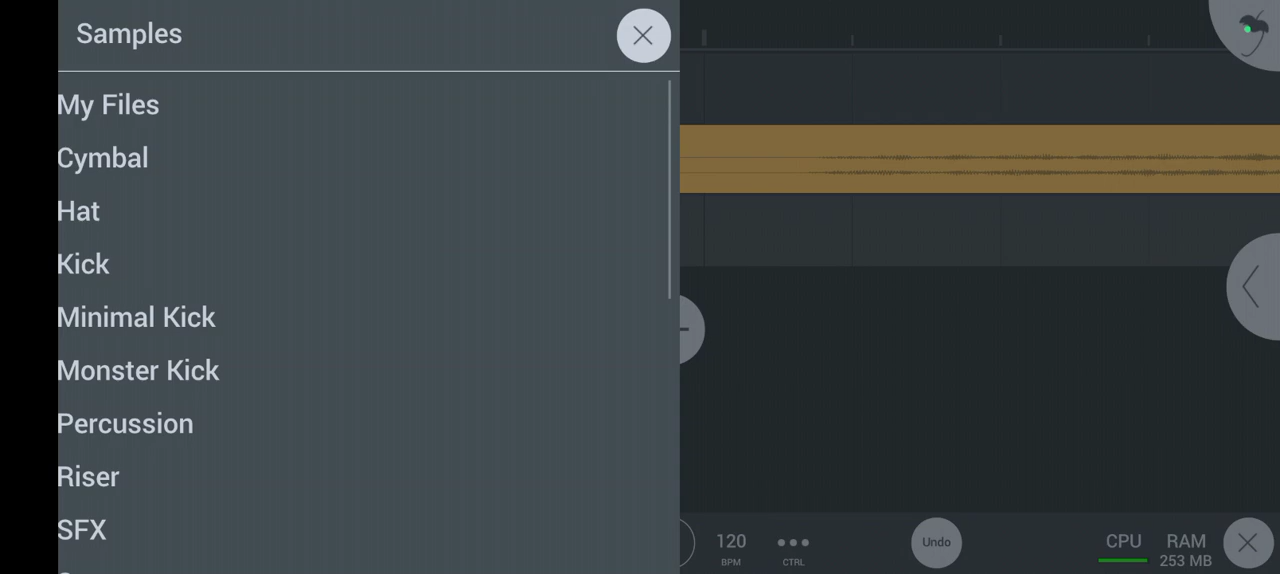 Samples
My Files
Cymbal
Hat
Kick
Minimal Kick
Monster Kick
Percussion
Riser
SFX
120
BPM
CTRL
Undo
CPU
RAM
253 MB